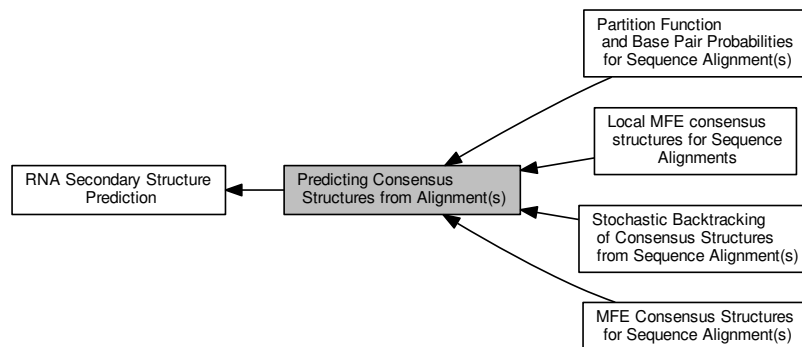 Partition Function
and Base Pair Probabilities
for Sequence Alignment(s)
Local MFE consensus
structures for Sequence
Alignments
RNA Secondary Structure
Prediction
Predicting Consensus
Structures from Alignment(s)
Stochastic Backtracking
of Consensus Structures
from Sequence Alignment(s)
MFE Consensus Structures
for Sequence Alignment(s)